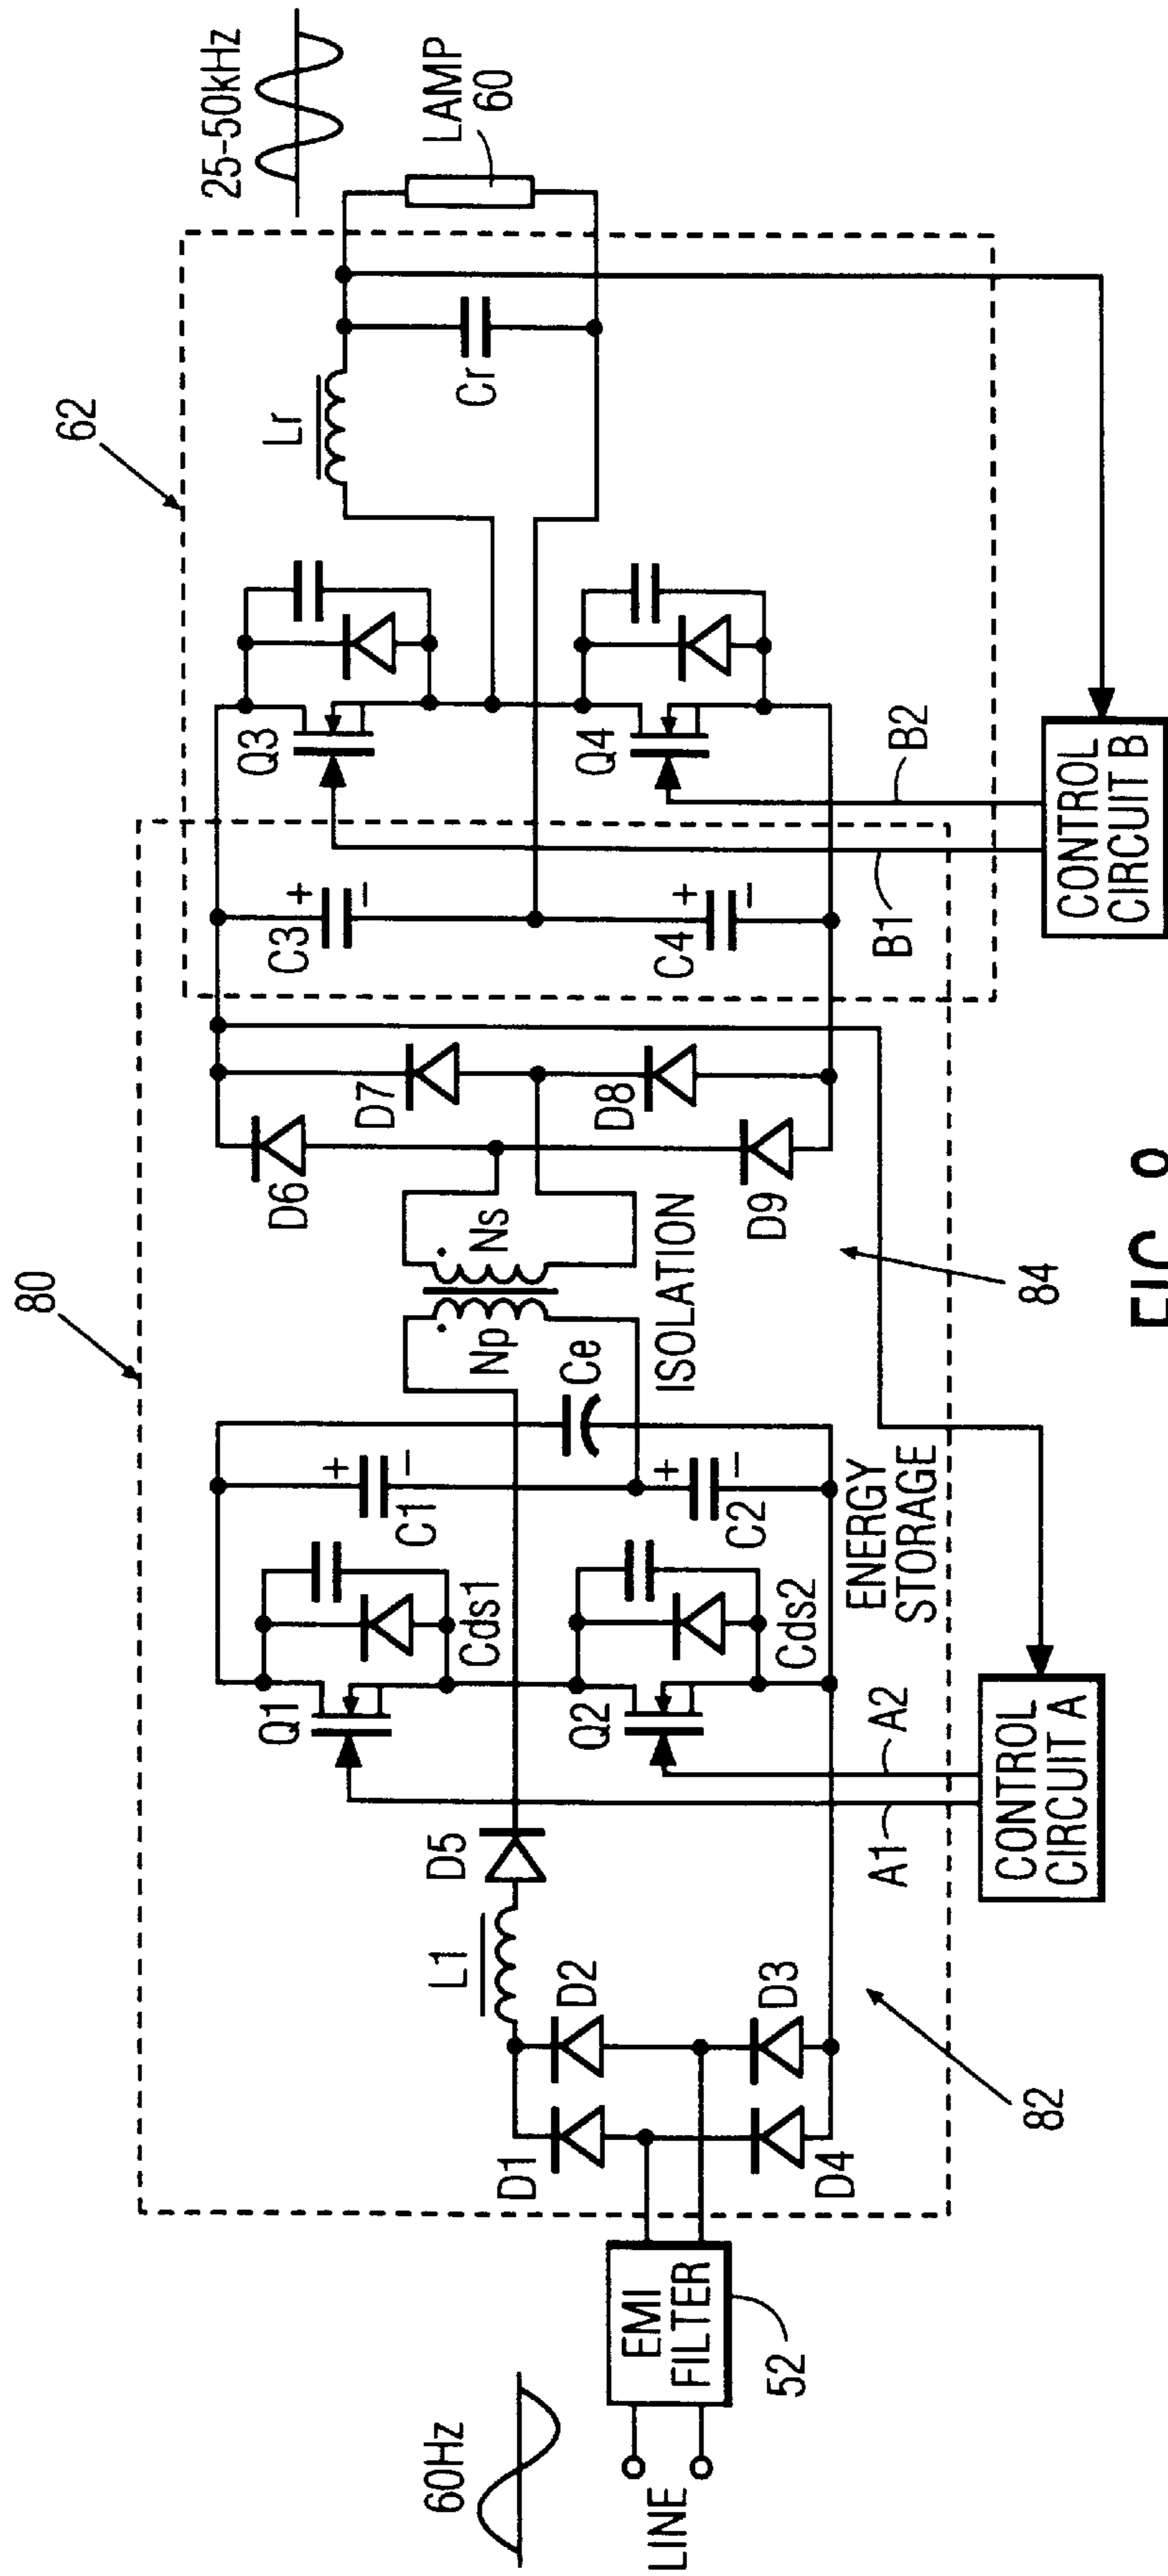 80
62
25-50kHz
LAMP
60
60Hz
LINE
EMI
FILTER
52
D1
D2
D3
D4
L1
D5
Q1
Q2
Cds1
Cds2
C1
+
−
C2
+
−
Ce
ENERGY
STORAGE
Np
Ns
ISOLATION
D6
D7
D8
D9
C3
+
−
C4
+
−
Q3
Q4
Lr
Cr
A1
A2
B1
B2
CONTROL
CIRCUIT A
CONTROL
CIRCUIT B
82
84